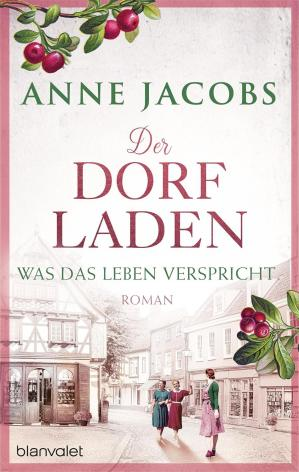 ANNE JACOBS
Der
DORF
LADEN
WAS DAS LEBEN VERSPRICHT
ROMAN
blanvalet